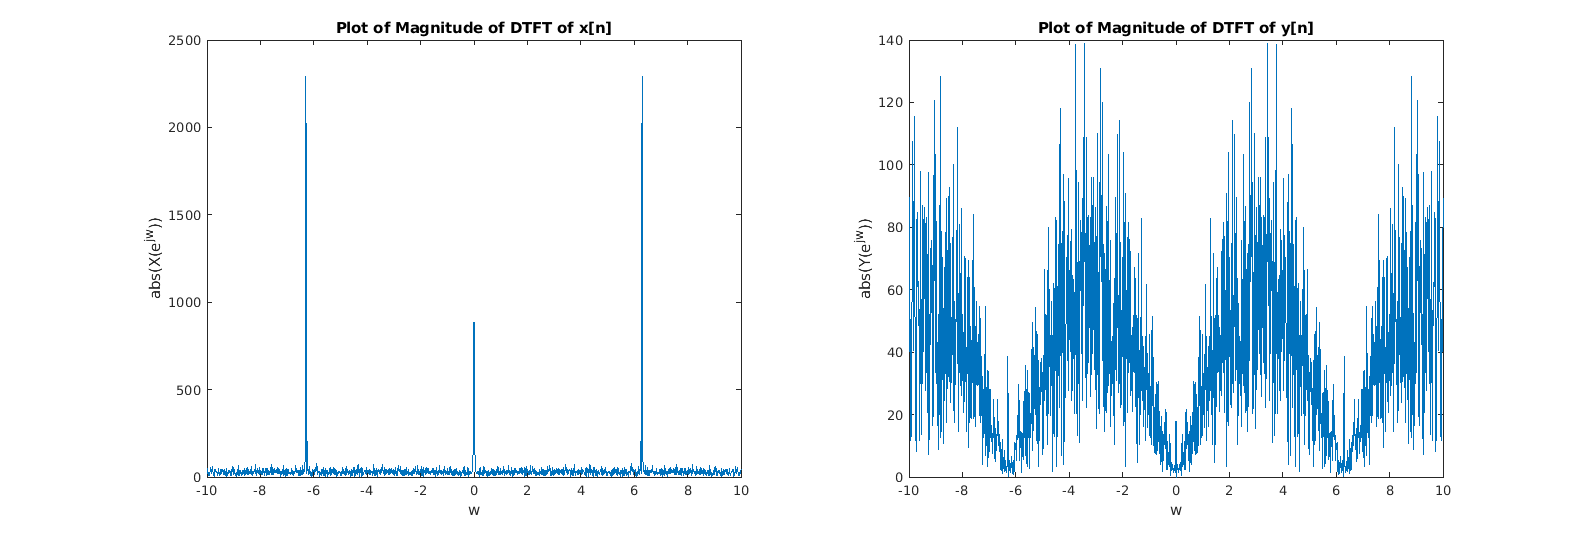 Plot of Magnitude of DTFT of x[n]
2500
2000
1500
1000
500
0
abs(X(e^jw))
-10 -8 -6 -4 -2 0 2 4 6 8 10
w
Plot of Magnitude of DTFT of y[n]
140
120
100
80
60
40
20
0
abs(Y(e^jw))
-10 -8 -6 -4 -2 0 2 4 6 8 10
w